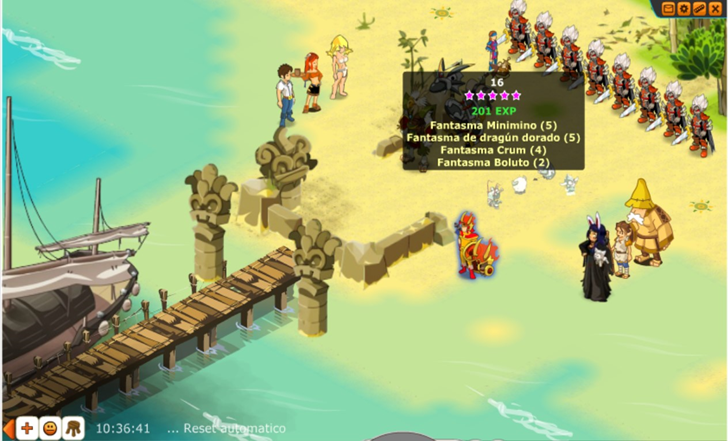 16
201 EXP
Fantasma Minimino (5)
Fantasma de dragún dorado (5)
Fantasma Crum (4)
Fantasma Boluto (2)
10:36:41 ... Reset automatico